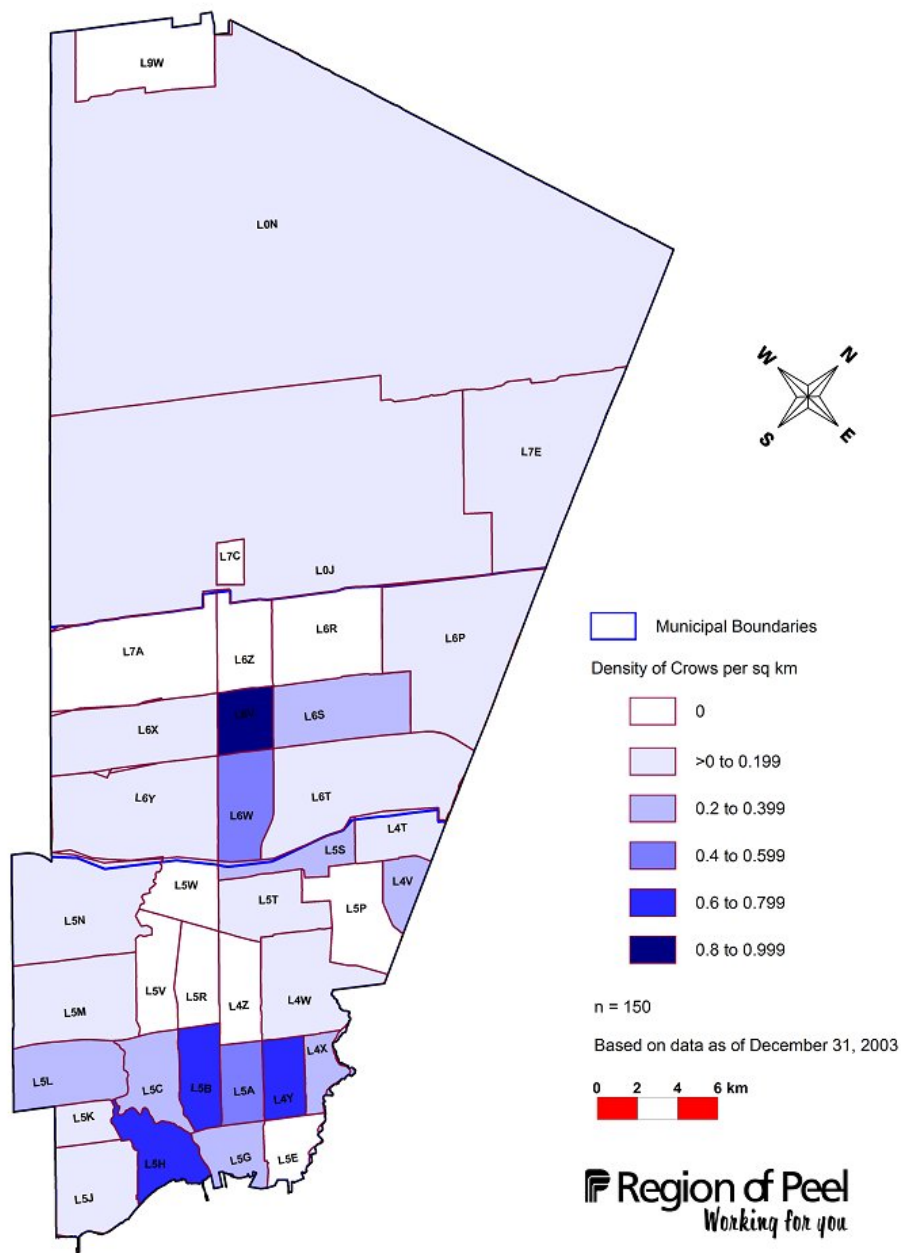 L9W
L0N
W N
S E
L7E
L7C
L0J
L7A
L6Z
L6R
L6P
L6X
L6S
L6Y
L6W
L6T
L5S
L4T
L5W
L4V
L5N
L5T
L5P
L5V
L5R
L4Z
L4W
L5M
L4X
L5L
L5C
L5B
L5A
L4Y
L5K
L5H
L5G
L5E
L5J
Municipal Boundaries
Density of Crows per sq km
0
>0 to 0.199
0.2 to 0.399
0.4 to 0.599
0.6 to 0.799
0.8 to 0.999
n = 150
Based on data as of December 31, 2003
0 2 4 6 km
Region of Peel
Working for you